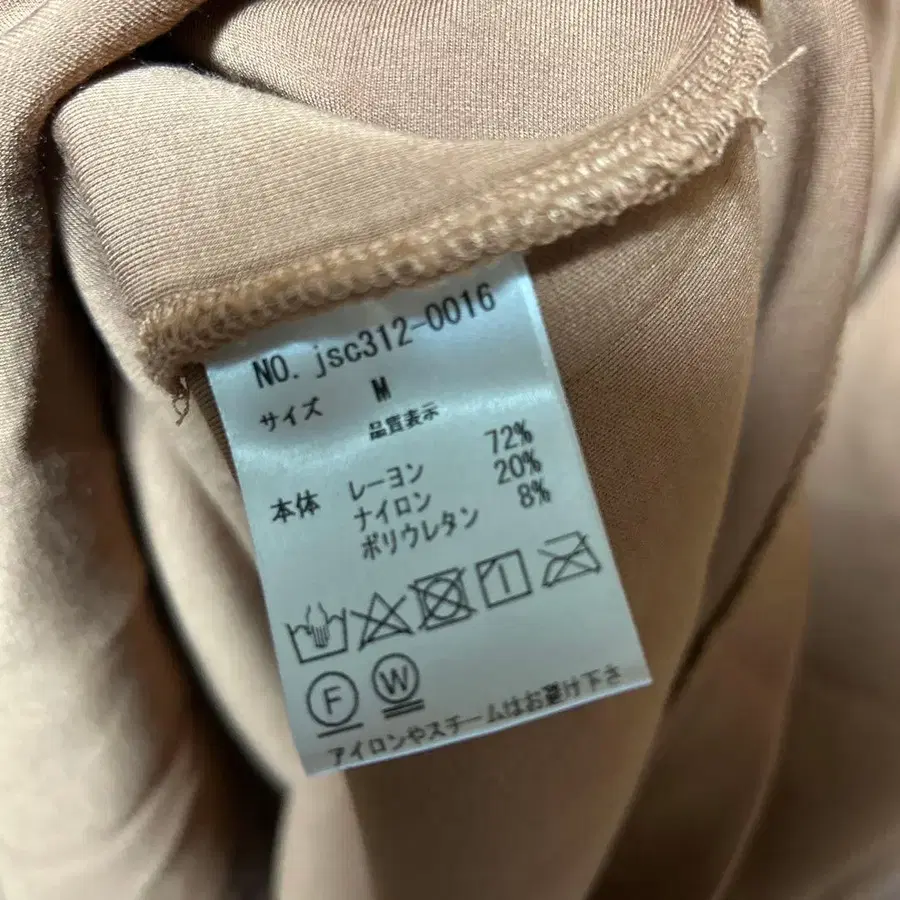 NO. jsc312-0016
サイズ M
品質表示
本体 レーヨン 72%
ナイロン 20%
ポリウレタン 8%
F W
アイロンやスチームはお避け下さ